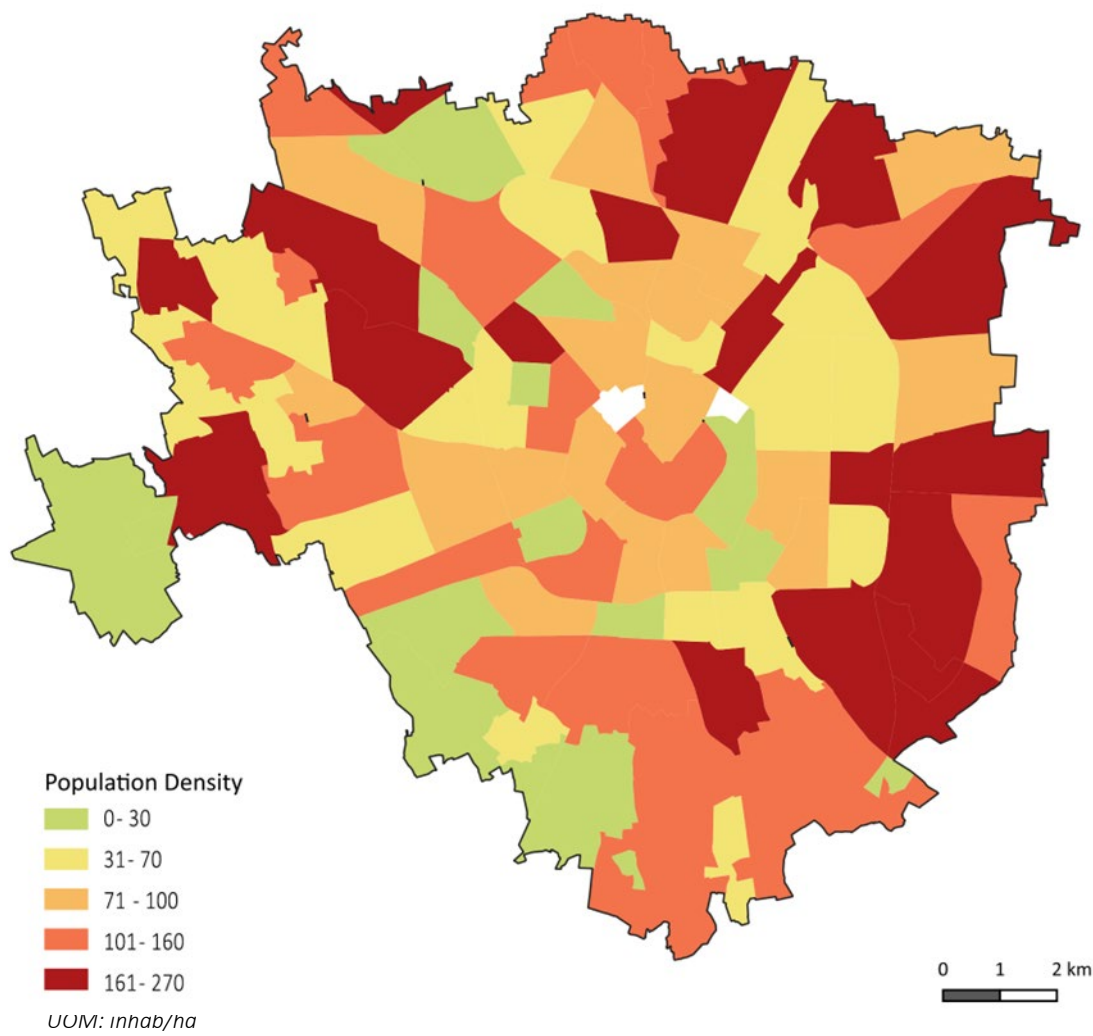 Population Density
0- 30
31- 70
71 - 100
101- 160
161- 270
UOM: inhab/ha
0 1 2 km